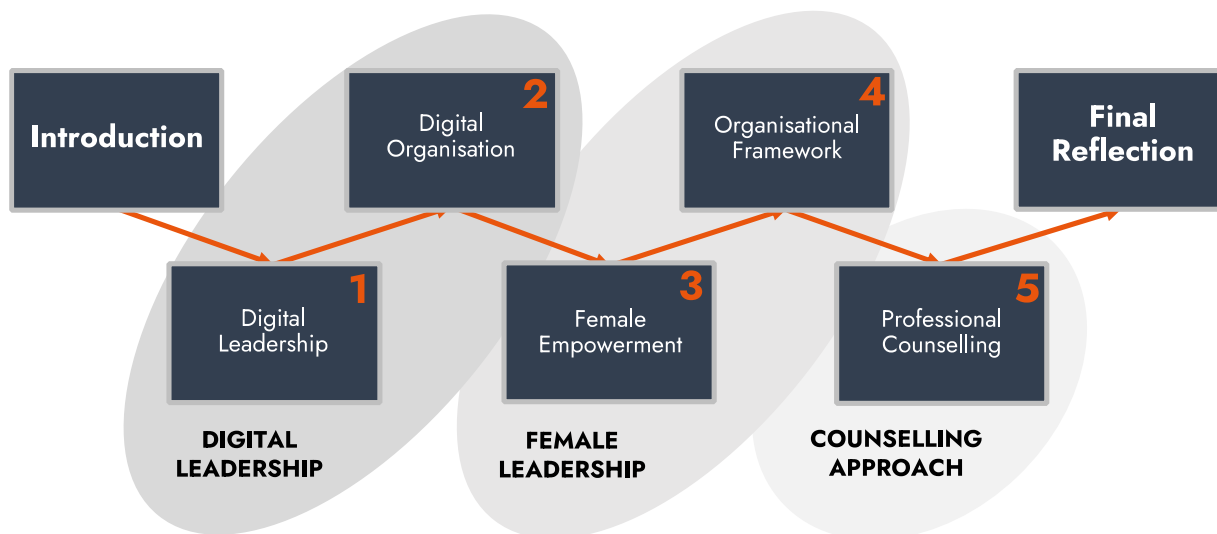 Introduction
2
Digital
Organisation
4
Organisational
Framework
Final
Reflection
1
Digital
Leadership
3
Female
Empowerment
5
Professional
Counselling
DIGITAL
LEADERSHIP
FEMALE
LEADERSHIP
COUNSELLING
APPROACH